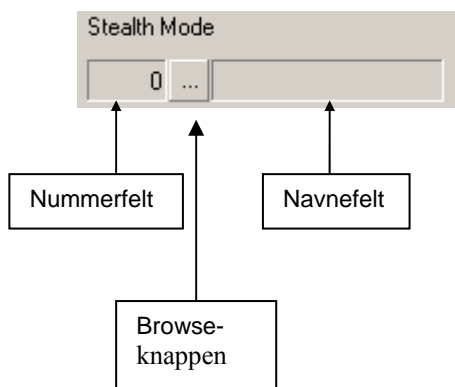 Stealth Mode
0 ...
Nummerfelt
Navnefelt
Browse-
knappen